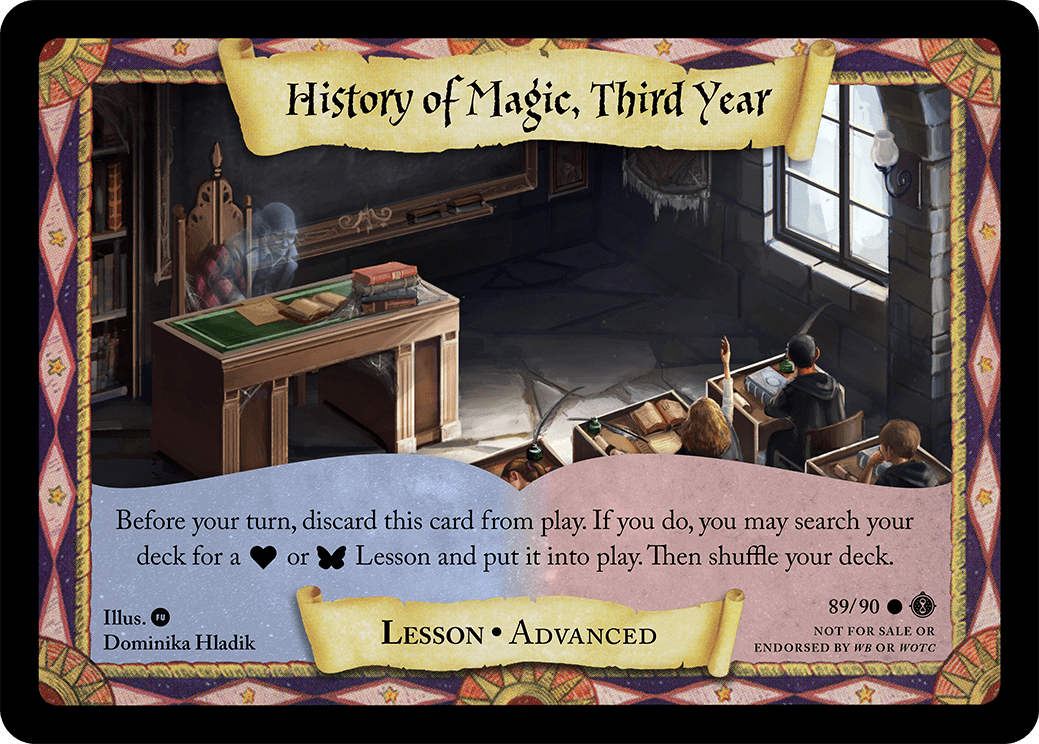 History of Magic, Third Year
Before your turn, discard this card from play. If you do, you may search your
deck for a ♥ or 🦋 Lesson and put it into play. Then shuffle your deck.
Illus. FU
Dominika Hladik
Lesson • Advanced
89/90 ●
NOT FOR SALE OR
ENDORSED BY WB OR WOTC